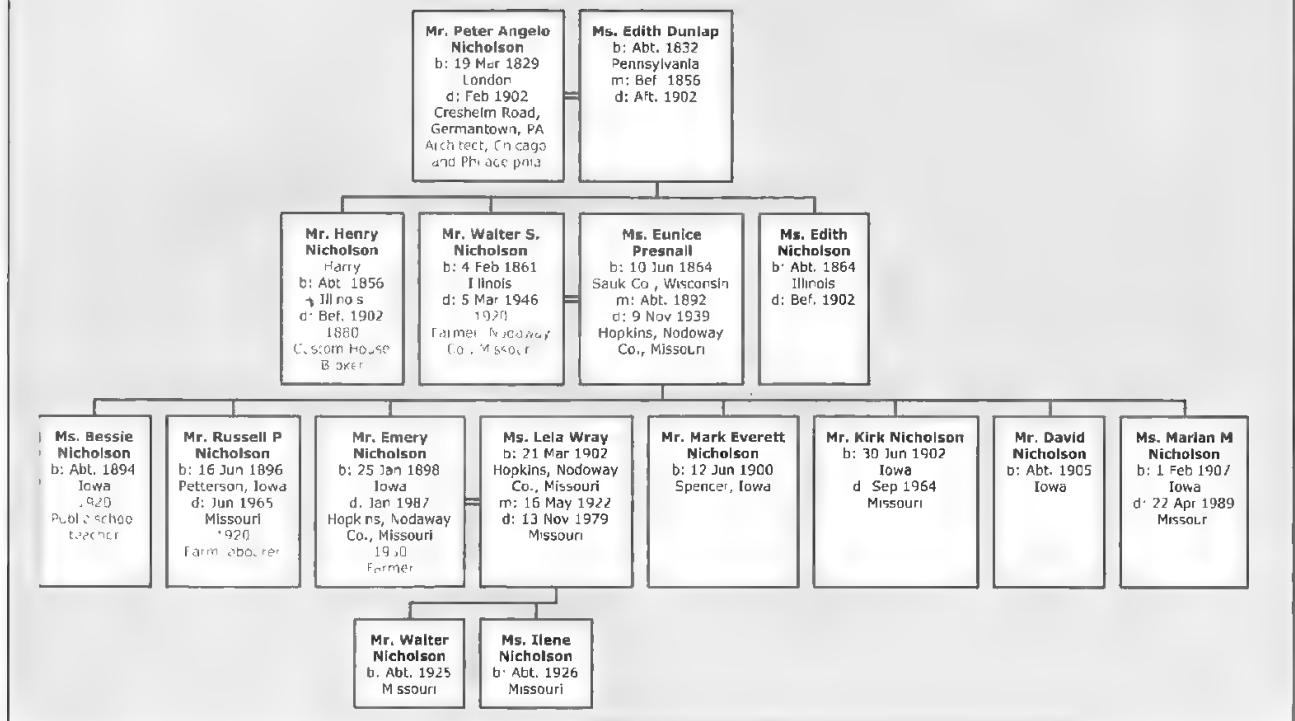 Mr. Peter Angelo
Nicholson
b: 19 Mar 1829
London
d: Feb 1902
Cresheim Road,
Germantown, PA
Architect, Chicago
and
Ms. Edith Dunlap
b: Abt. 1832
Pennsylvania
m: Bef 1856
d: Aft. 1902
Mr. Henry
Nicholson
Harry
b: Abt 1856
Illinois
d: Bef. 1902
1880
Custom House
Broker
Mr. Walter S.
Nicholson
b: 4 Feb 1861
Illinois
d: 5 Mar 1946
1920
Farmer, Nodaway
Co., Missouri
Ms. Eunice
Presnall
b: 10 Jun 1864
Sauk Co., Wisconsin
m: Abt. 1892
d: 9 Nov 1939
Hopkins, Nodoway
Co., Missouri
Ms. Edith
Nicholson
b: Abt. 1864
Illinois
d: Bef. 1902
Ms. Bessie
Nicholson
b: Abt. 1894
Iowa
1920
Public school
teacher
Mr. Russell P
Nicholson
b: 16 Jun 1896
Petterson, Iowa
d: Jun 1965
Missouri
1920
Farm labourer
Mr. Emery
Nicholson
b: 25 Jan 1898
Iowa
d. Jan 1987
Hopkins, Nodaway
Co., Missouri
Farmer
Ms. Lela Wray
b: 21 Mar 1902
Hopkins, Nodoway
Co., Missouri
m: 16 May 1922
d: 13 Nov 1979
Missouri
Mr. Mark Everett
Nicholson
b: 12 Jun 1900
Spencer, Iowa
Mr. Kirk Nicholson
b: 30 Jun 1902
Iowa
d Sep 1964
Missouri
Mr. David
Nicholson
b: Abt. 1905
Iowa
Ms. Marian M
Nicholson
b: 1 Feb 1907
Iowa
d: 22 Apr 1989
Missouri
Mr. Walter
Nicholson
b. Abt. 1925
Missouri
Ms. Ilene
Nicholson
b: Abt. 1926
Missouri